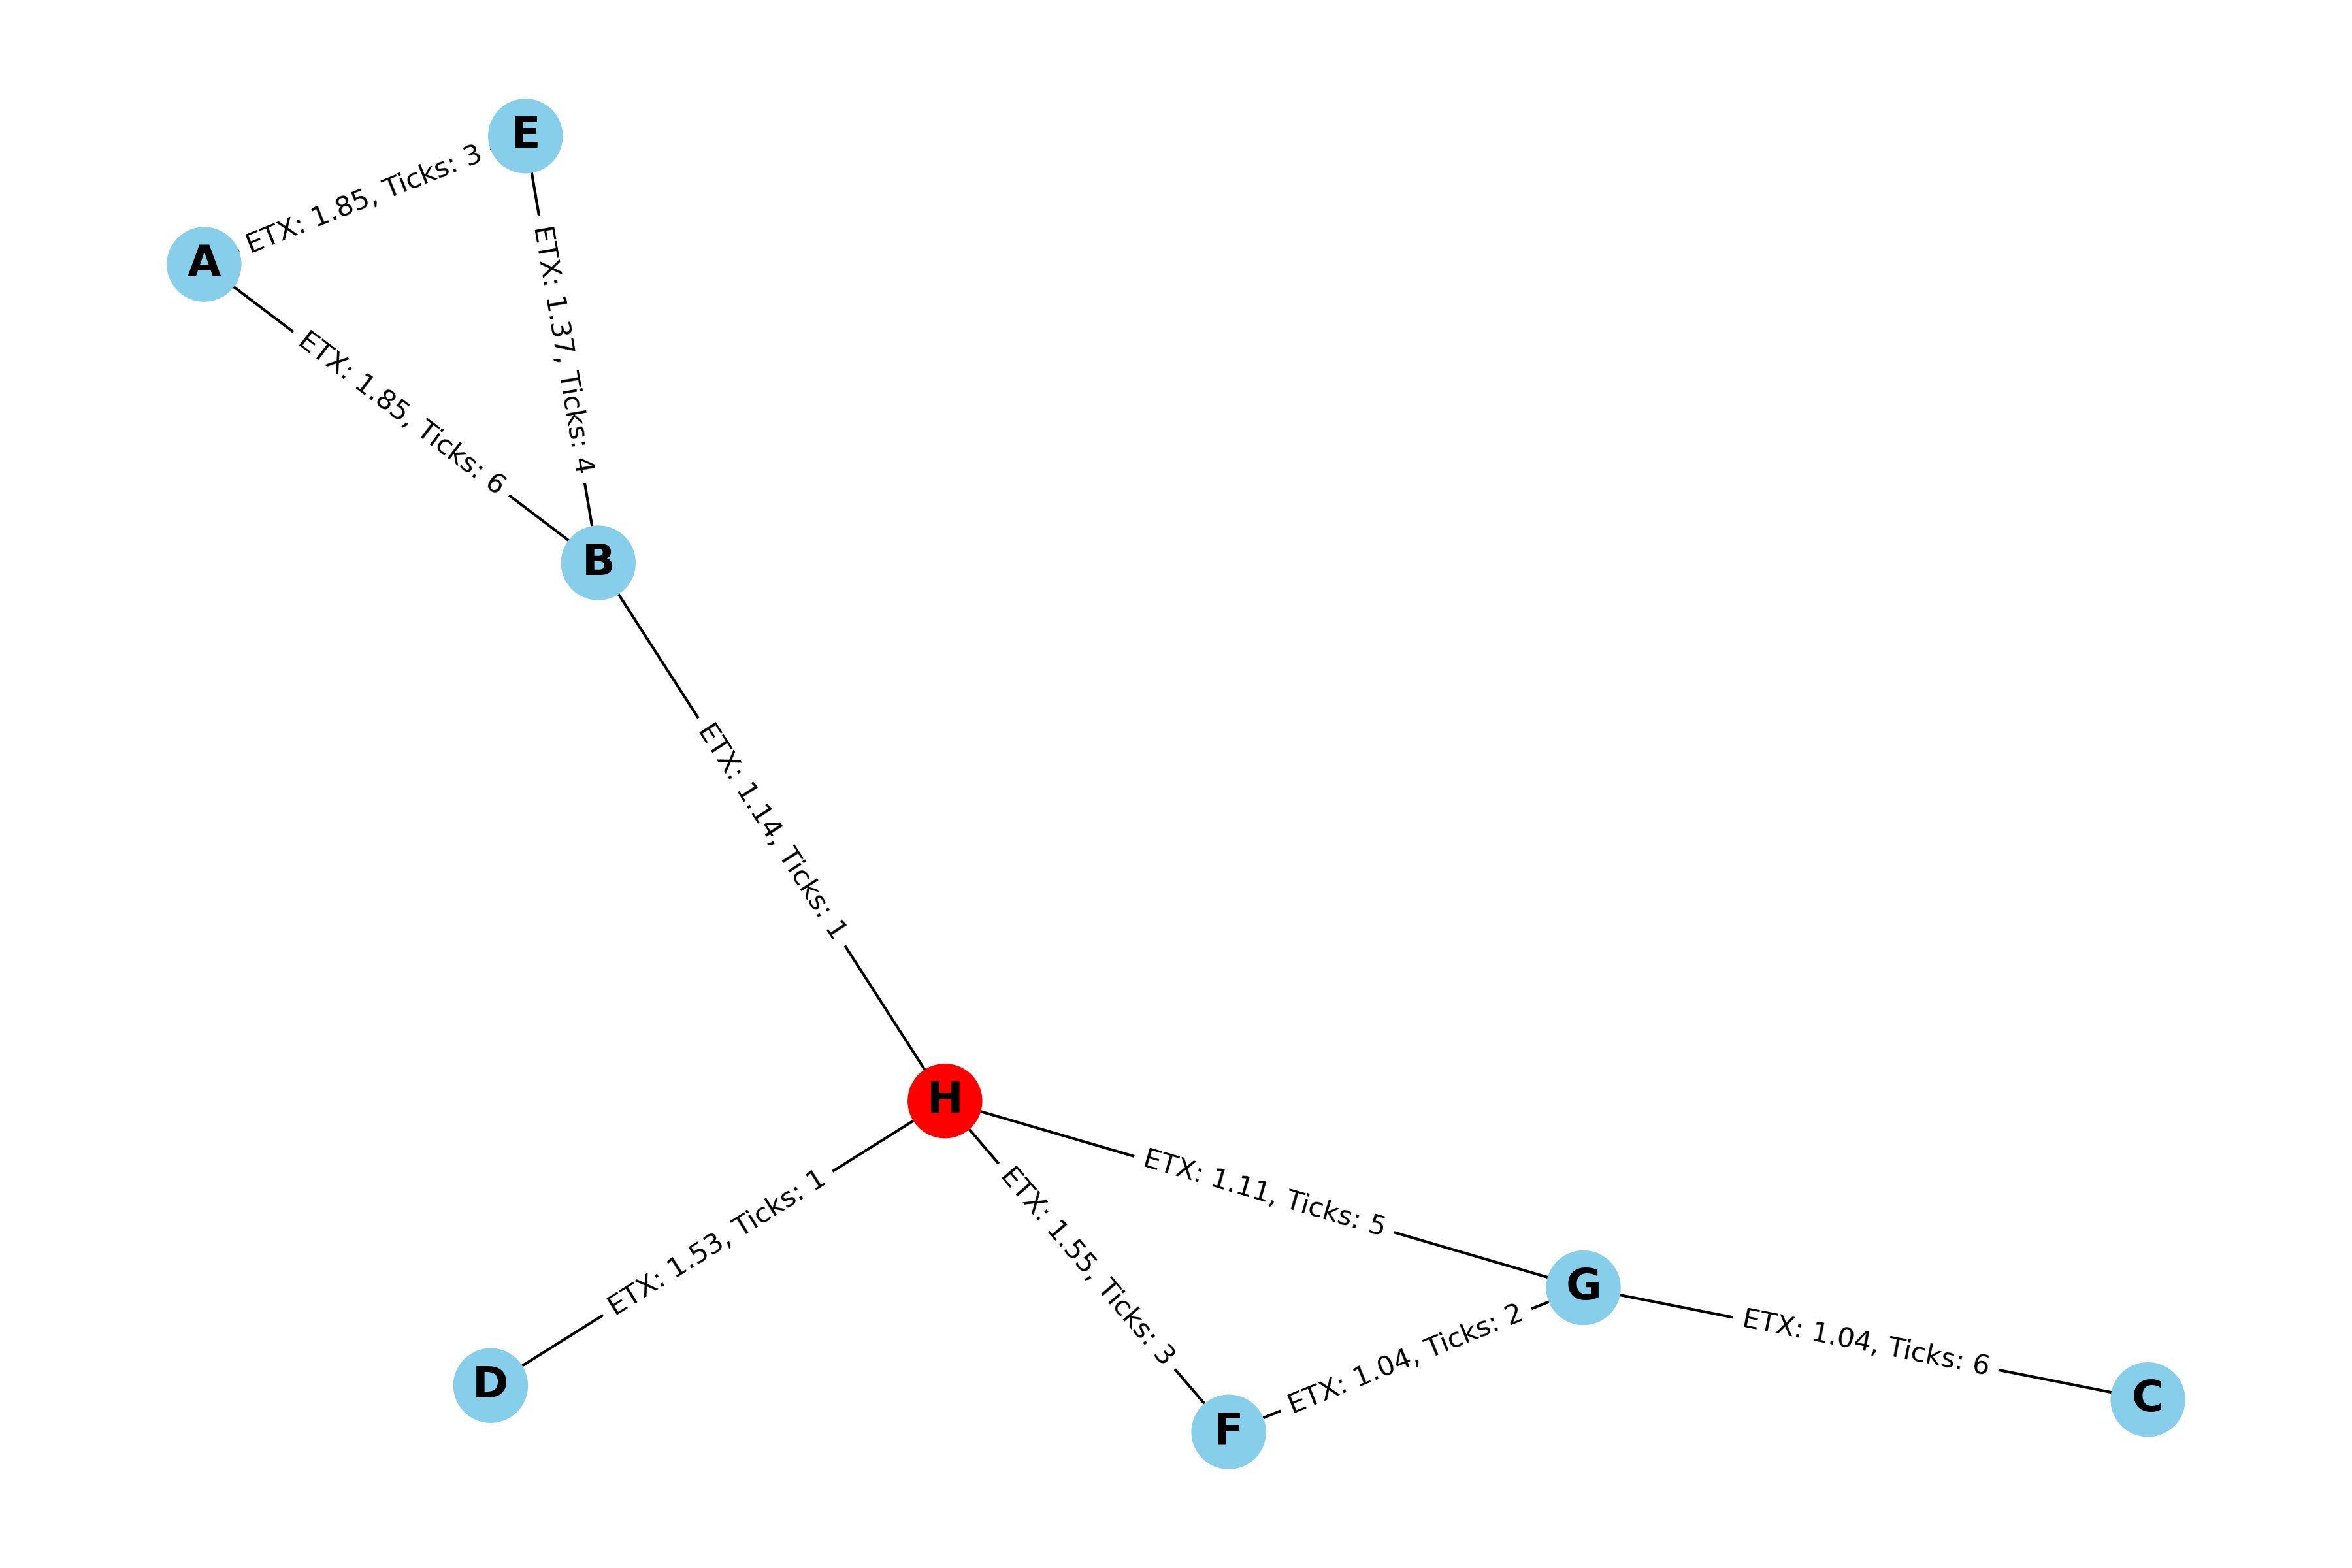 E
ETX: 1.85, Ticks: 3
A
ETX: 1.37, Ticks: 4
ETX: 1.85, Ticks: 6
B
ETX: 1.14, Ticks: 1
H
ETX: 1.11, Ticks: 5
ETX: 1.53, Ticks: 1
ETX: 1.55, Ticks: 3
G
ETX: 1.04, Ticks: 6
ETX: 1.04, Ticks: 2
D
C
F